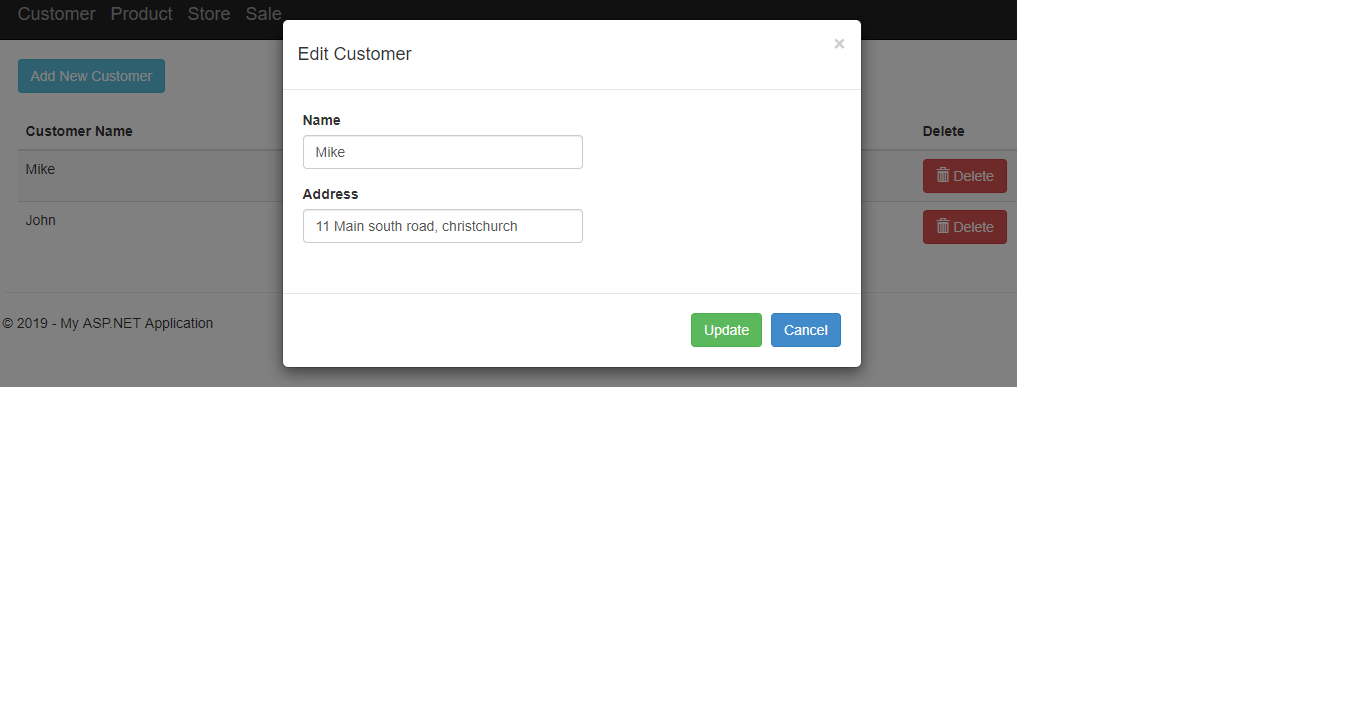 Customer Product Store Sale
Edit Customer
×
Add New Customer
Name
Customer Name
Delete
Mike
Mike
Delete
Address
John
11 Main south road, christchurch
Delete
© 2019 - My ASP.NET Application
Update
Cancel